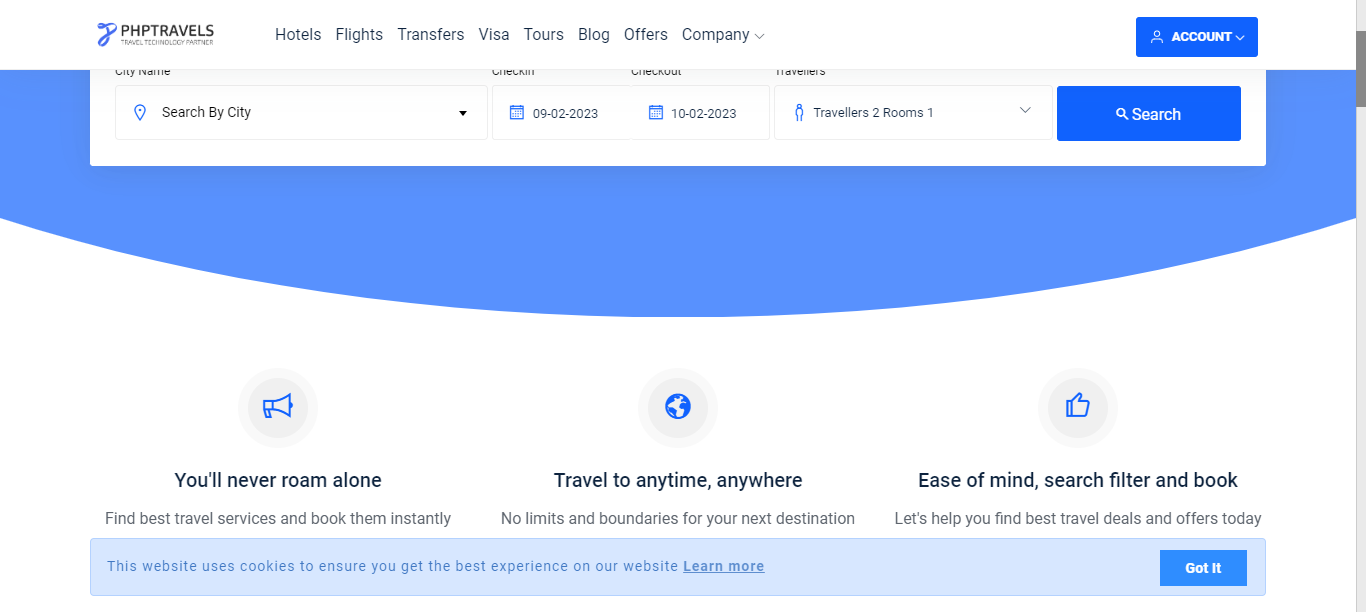 PHPTRAVELS
TRAVEL TECHNOLOGY PARTNER
Hotels Flights Transfers Visa Tours Blog Offers Company
ACCOUNT
City Name Checkin Checkout Travellers
Search By City 09-02-2023 10-02-2023 Travellers 2 Rooms 1 Search
You'll never roam alone
Find best travel services and book them instantly
Travel to anytime, anywhere
No limits and boundaries for your next destination
Ease of mind, search filter and book
Let's help you find best travel deals and offers today
This website uses cookies to ensure you get the best experience on our website Learn more
Got It